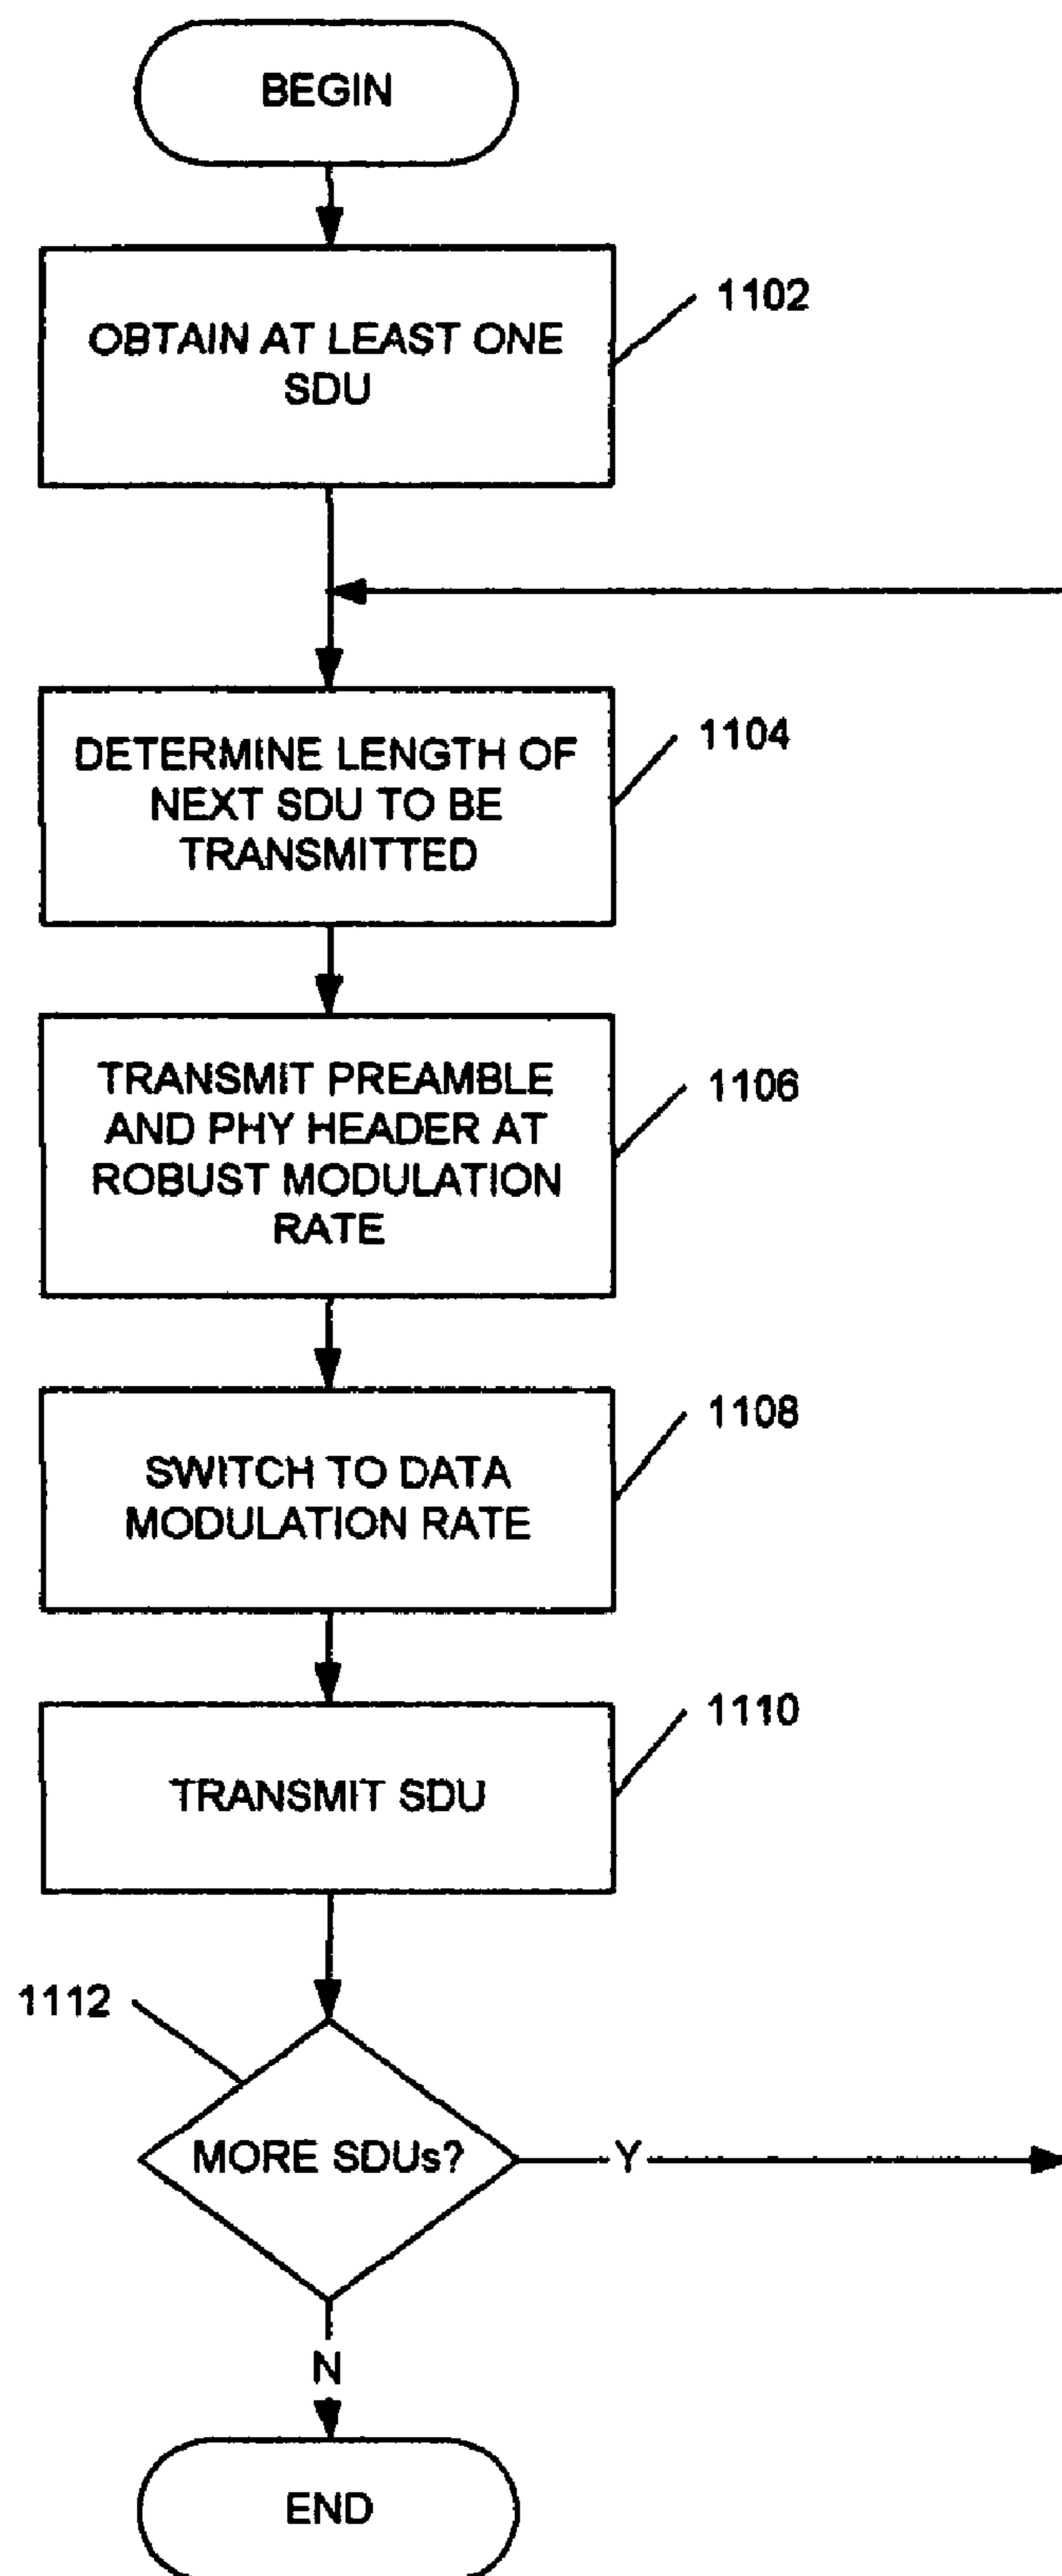 BEGIN
OBTAIN AT LEAST ONE
SDU
1102
DETERMINE LENGTH OF
NEXT SDU TO BE
TRANSMITTED
1104
TRANSMIT PREAMBLE
AND PHY HEADER AT
ROBUST MODULATION
RATE
1106
SWITCH TO DATA
MODULATION RATE
1108
TRANSMIT SDU
1110
1112
MORE SDUs?
Y
N
END